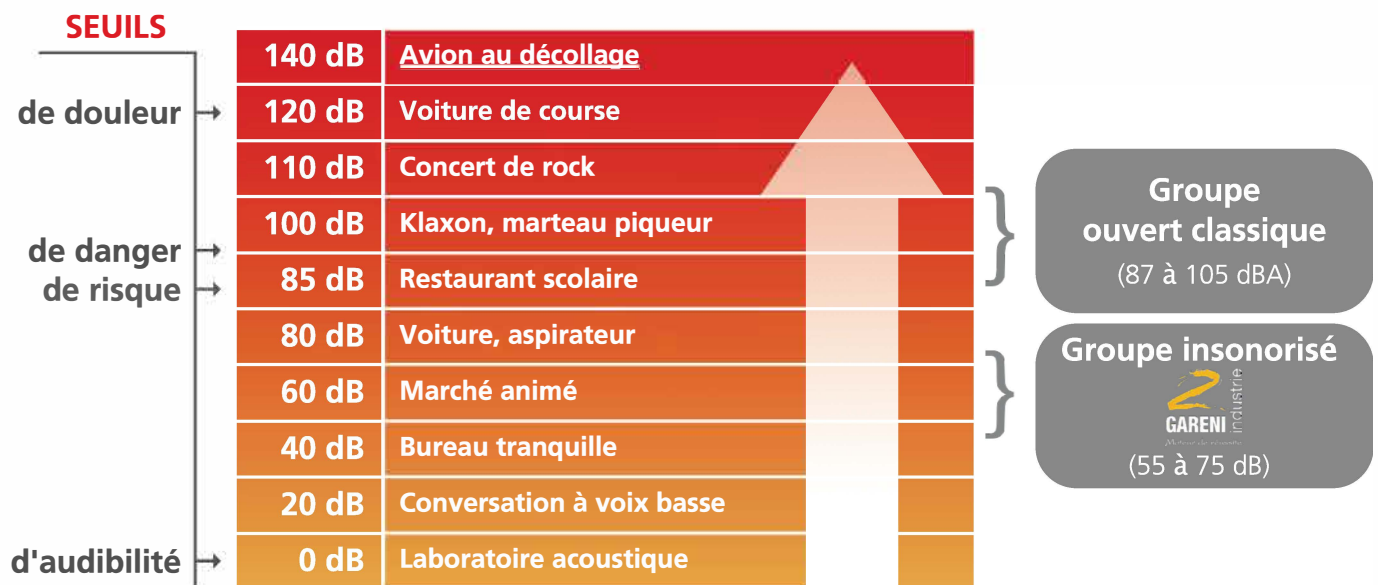 SEUILS
140 dB Avion au décollage
de douleur 120 dB Voiture de course
110 dB Concert de rock
100 dB Klaxon, marteau piqueur
de danger
de risque 85 dB Restaurant scolaire
80 dB Voiture, aspirateur
60 dB Marché animé
40 dB Bureau tranquille
20 dB Conversation à voix basse
d'audibilité 0 dB Laboratoire acoustique
Groupe
ouvert classique
(87 à 105 dBA)
Groupe insonorisé
2
GARENI
industrie
(55 à 75 dB)